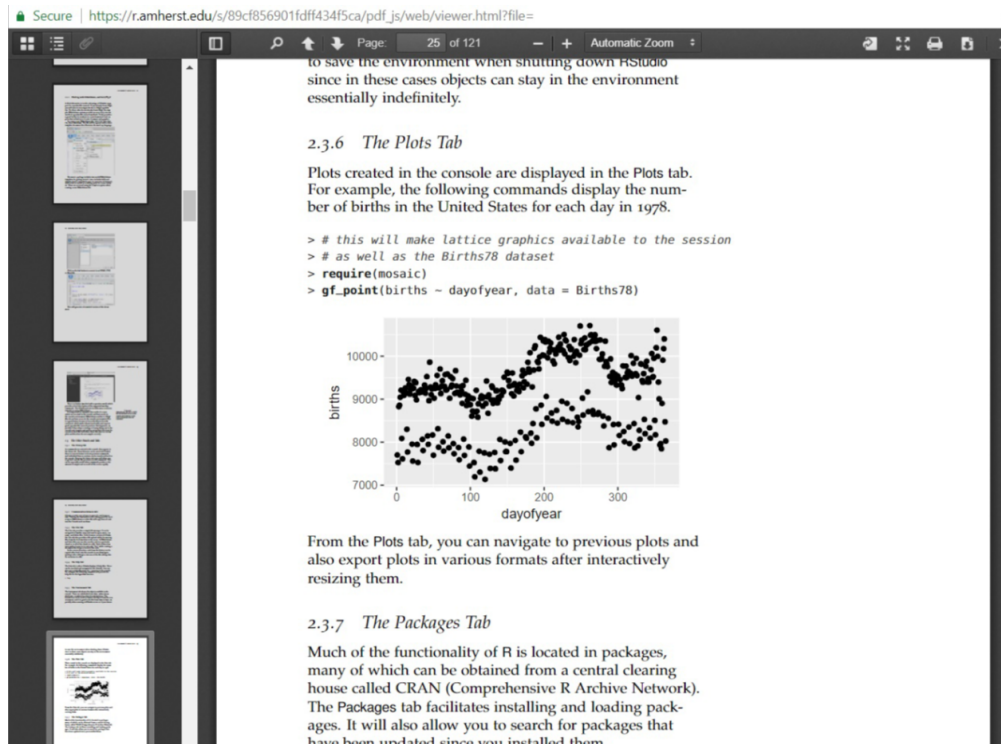 Secure | https://r.amherst.edu/s/89cf856901fdff434f5ca/pdf_js/web/viewer.html?file=
Page: 25 of 121 − + Automatic Zoom
to save the environment when shutting down RStudio
since in these cases objects can stay in the environment
essentially indefinitely.
2.3.6 The Plots Tab
Plots created in the console are displayed in the Plots tab.
For example, the following commands display the num-
ber of births in the United States for each day in 1978.
> # this will make lattice graphics available to the session
> # as well as the Births78 dataset
> require(mosaic)
> gf_point(births ~ dayofyear, data = Births78)
10000
9000
births
8000
7000
0 100 200 300
dayofyear
From the Plots tab, you can navigate to previous plots and
also export plots in various formats after interactively
resizing them.
2.3.7 The Packages Tab
Much of the functionality of R is located in packages,
many of which can be obtained from a central clearing
house called CRAN (Comprehensive R Archive Network).
The Packages tab facilitates installing and loading pack-
ages. It will also allow you to search for packages that
have been updated since you installed them.